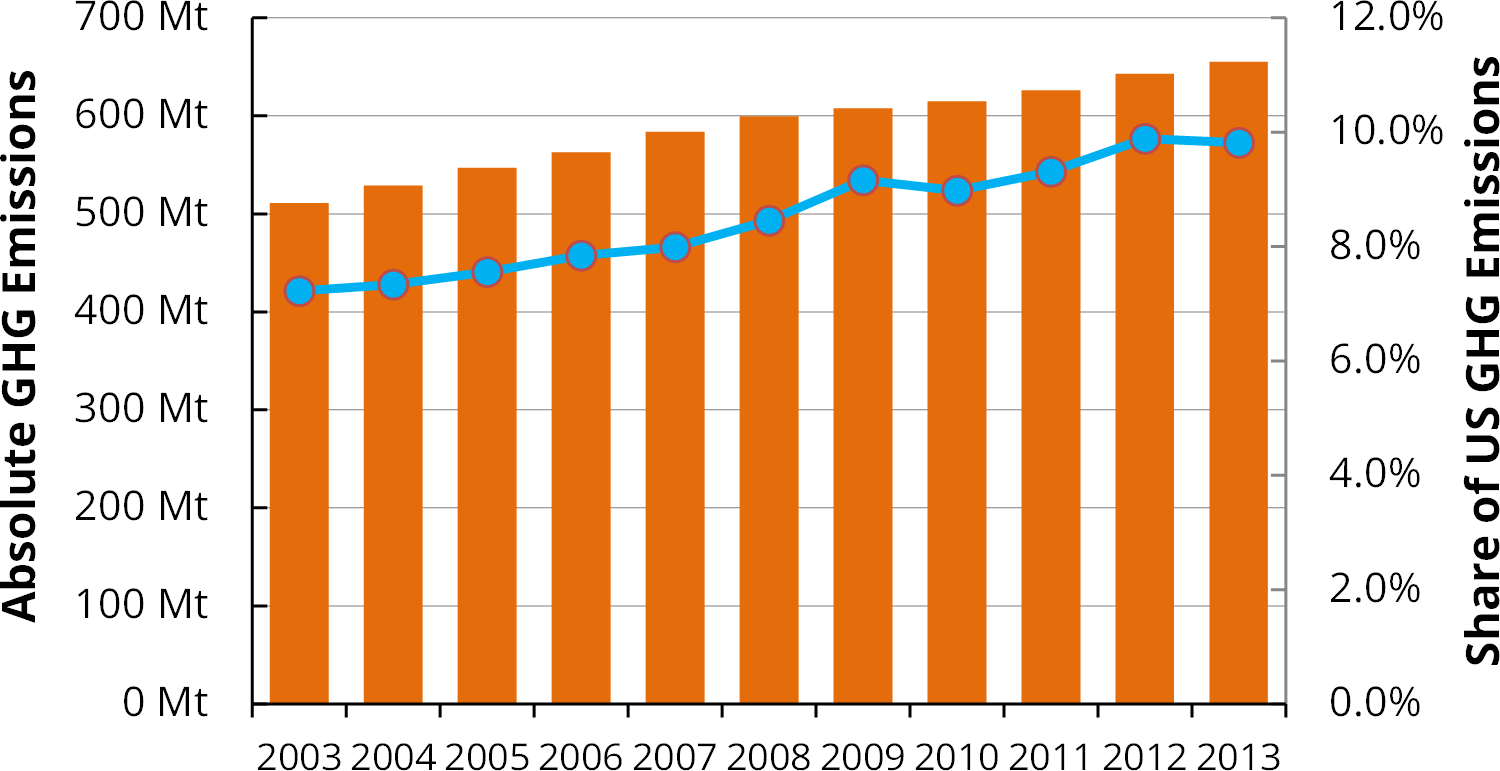 Absolute GHG Emissions
700 Mt
600 Mt
500 Mt
400 Mt
300 Mt
200 Mt
100 Mt
0 Mt
12.0%
10.0%
8.0%
6.0%
4.0%
2.0%
0.0%
Share of US GHG Emissions
2003 2004 2005 2006 2007 2008 2009 2010 2011 2012 2013